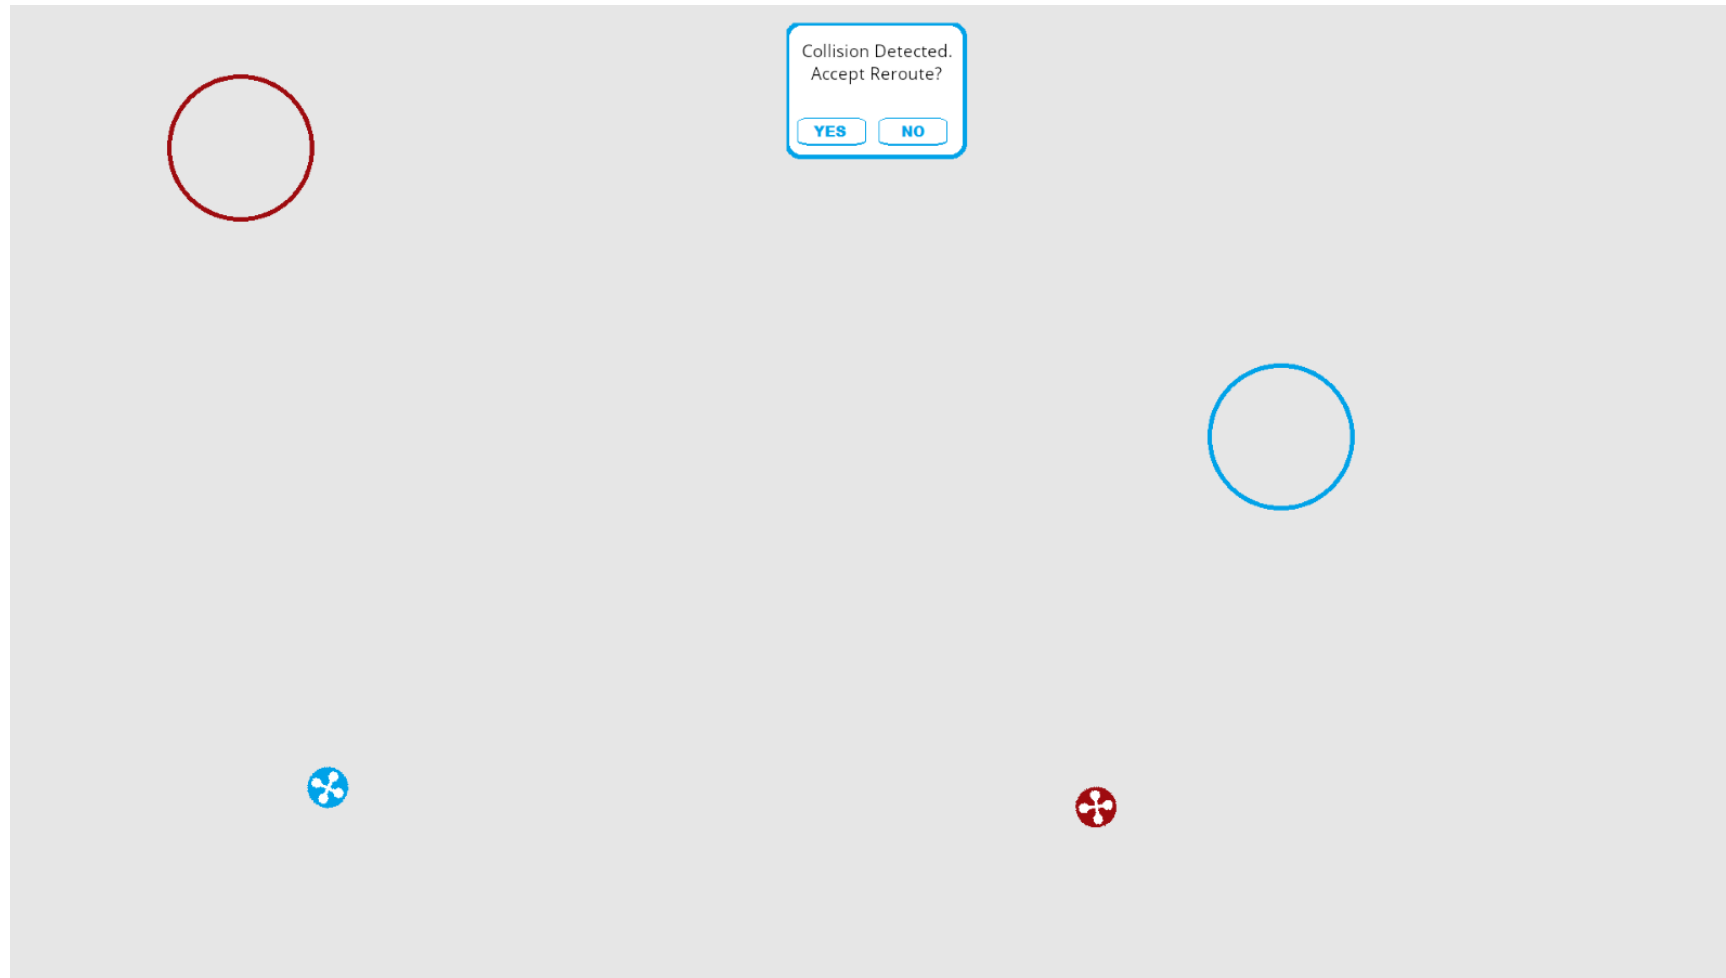 Collision Detected.
Accept Reroute?
YES NO